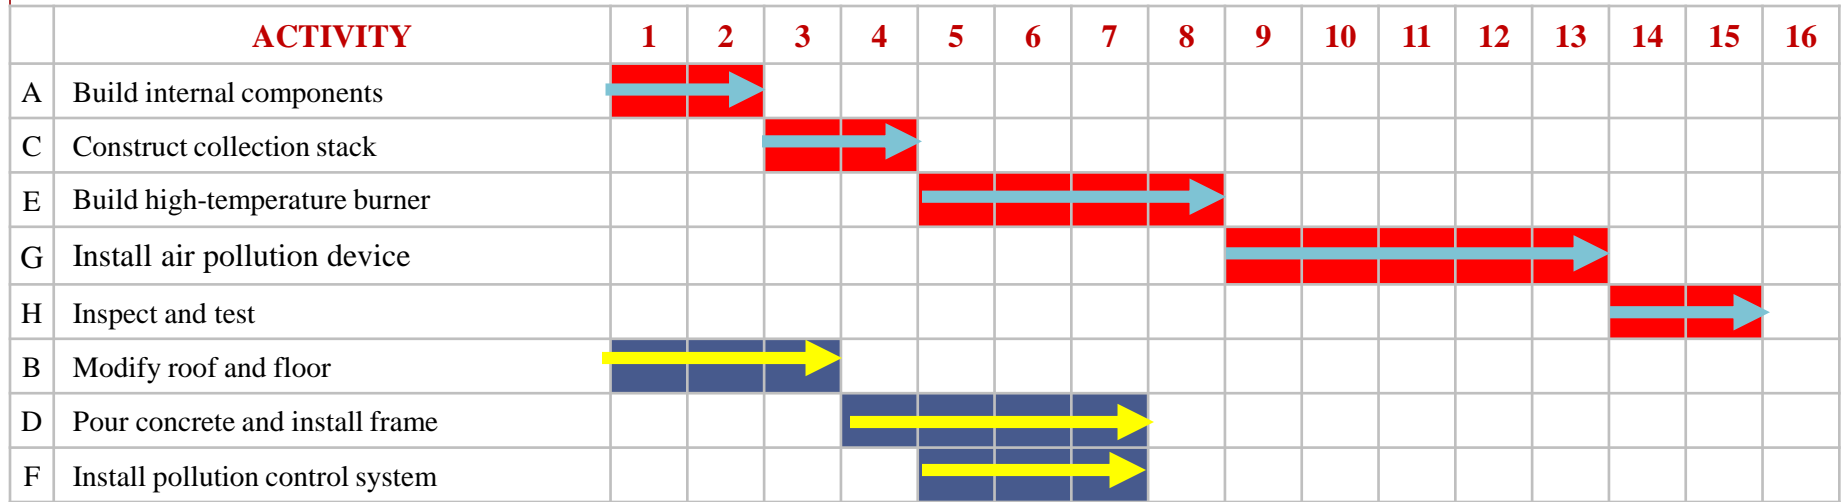 ACTIVITY 1 2 3 4 5 6 7 8 9 10 11 12 13 14 15 16
A Build internal components
C Construct collection stack
E Build high-temperature burner
G Install air pollution device
H Inspect and test
B Modify roof and floor
D Pour concrete and install frame
F Install pollution control system